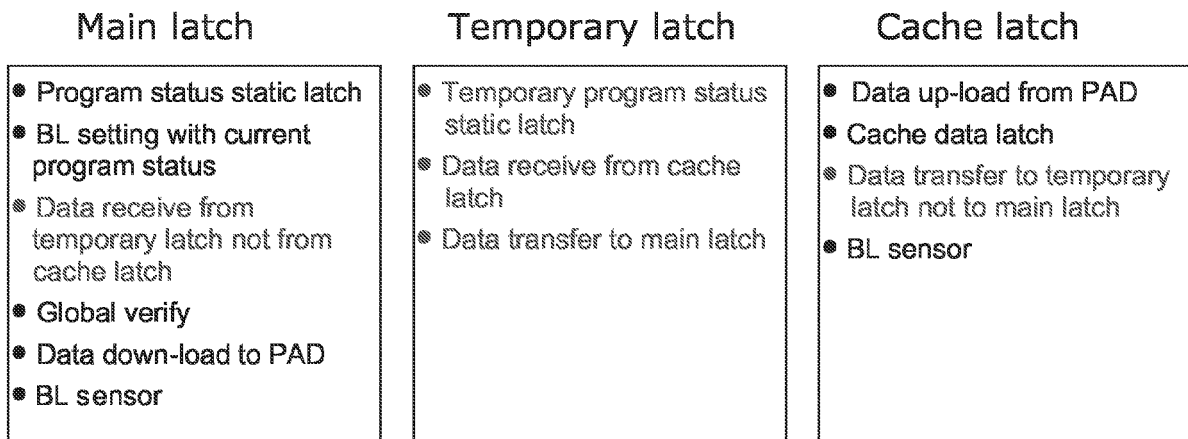 Main latch
• Program status static latch
• BL setting with current
program status
• Data receive from
temporary latch not from
cache latch
• Global verify
• Data down-load to PAD
• BL sensor
Temporary latch
• Temporary program status
static latch
• Data receive from cache
latch
• Data transfer to main latch
Cache latch
• Data up-load from PAD
• Cache data latch
• Data transfer to temporary
latch not to main latch
• BL sensor